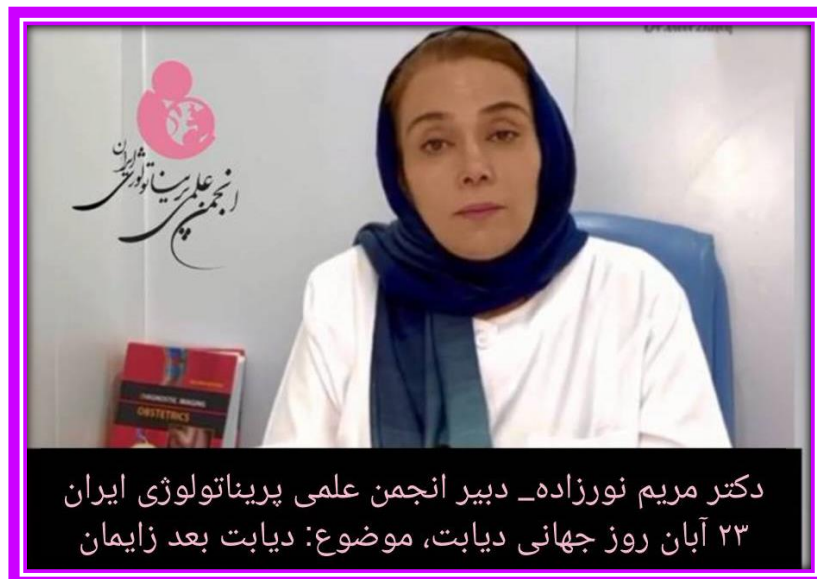 انجمن علمی پریناتولوژی ایران
DIAGNOSTIC IMAGING
OBSTETRICS
دکتر مریم نورزاده_ دبیر انجمن علمی پریناتولوژی ایران
۲۳ آبان روز جهانی دیابت، موضوع: دیابت بعد زایمان